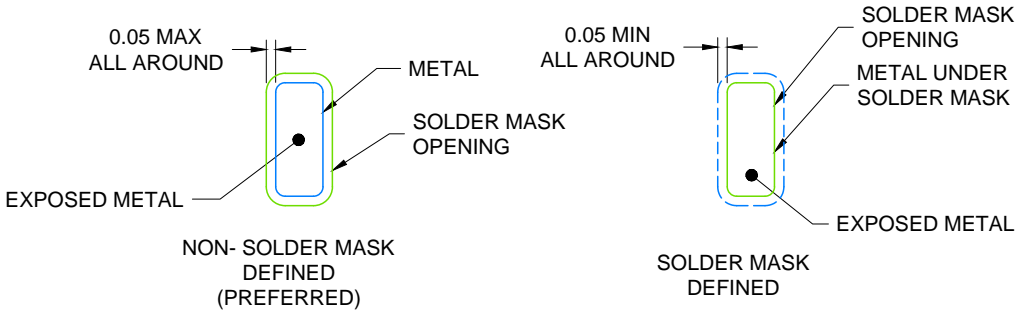 0.05 MAX
ALL AROUND
METAL
SOLDER MASK
OPENING
EXPOSED METAL
NON- SOLDER MASK
DEFINED
(PREFERRED)
0.05 MIN
ALL AROUND
SOLDER MASK
OPENING
METAL UNDER
SOLDER MASK
EXPOSED METAL
SOLDER MASK
DEFINED